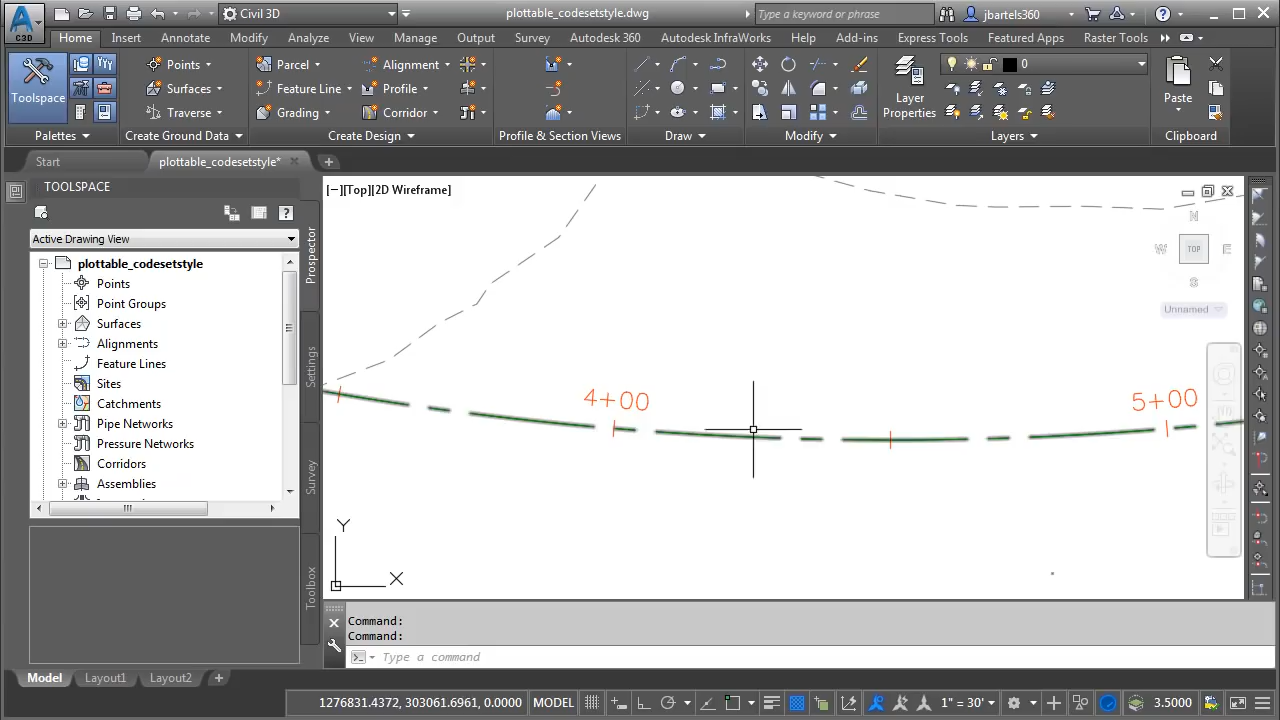 Civil 3D
plottable_codesetstyle.dwg
Type a keyword or phrase
jbartels360
C3D
Home
Insert
Annotate
Modify
Analyze
View
Manage
Output
Survey
Autodesk 360
Autodesk InfraWorks
Help
Add-ins
Express Tools
Featured Apps
Raster Tools
Toolspace
Points
Surfaces
Traverse
Parcel
Feature Line
Grading
Alignment
Profile
Corridor
Layer
Properties
0
Paste
Palettes
Create Ground Data
Create Design
Profile & Section Views
Draw
Modify
Layers
Clipboard
Start
plottable_codesetstyle*
TOOLSPACE
Active Drawing View
plottable_codesetstyle
Points
Point Groups
Surfaces
Alignments
Feature Lines
Sites
Catchments
Pipe Networks
Pressure Networks
Corridors
Assemblies
Prospector
Settings
Survey
Toolbox
[−][Top][2D Wireframe]
N
W
TOP
E
S
Unnamed
4+00
5+00
Y
X
Command:
Command:
Type a command
Model
Layout1
Layout2
1276831.4372, 303061.6961, 0.0000
MODEL
1" = 30'
3.5000